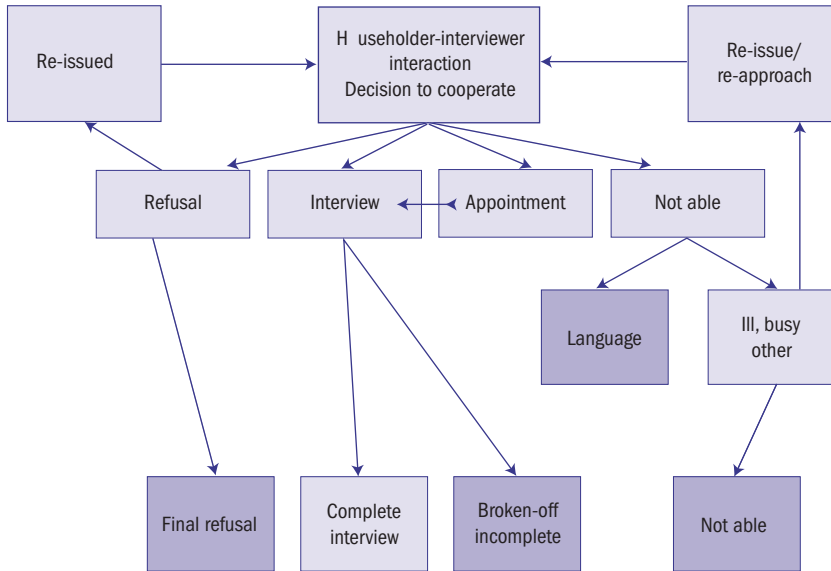 Re-issued
H useholder-interviewer
interaction
Decision to cooperate
Re-issue/
re-approach
Refusal
Interview
Appointment
Not able
Language
Ill, busy
other
Final refusal
Complete
interview
Broken-off
incomplete
Not able